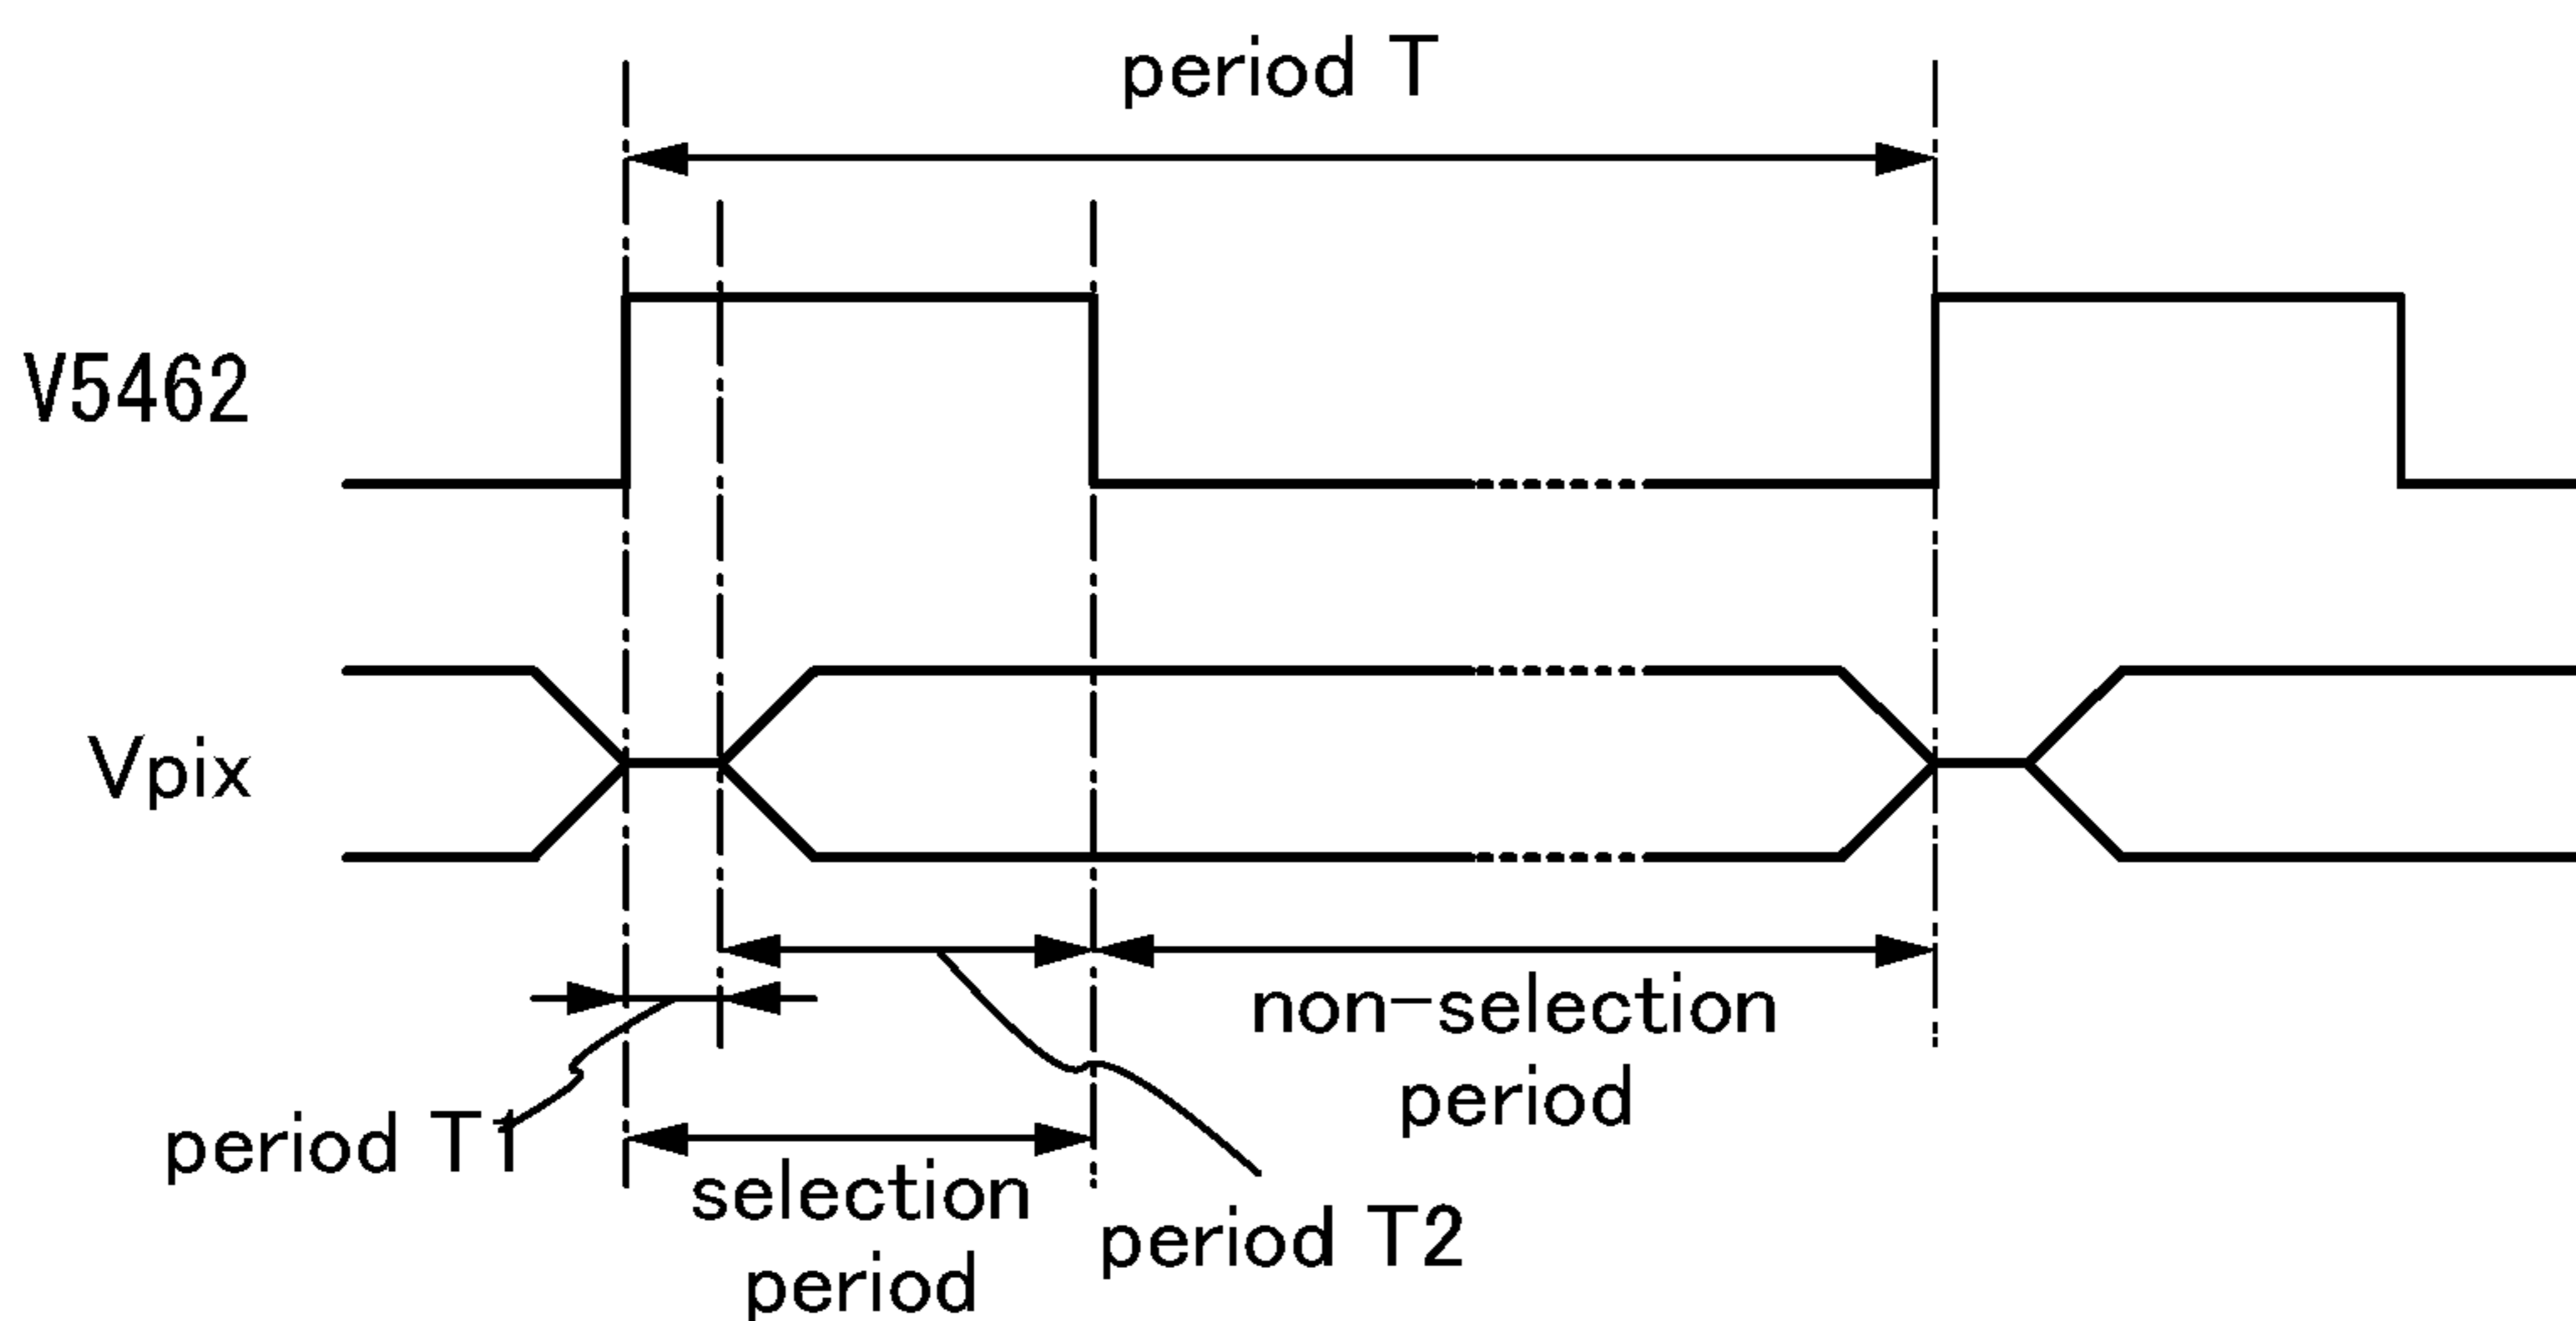 period T
V5462
Vpix
non-selection
period
period T1
selection
period
period T2